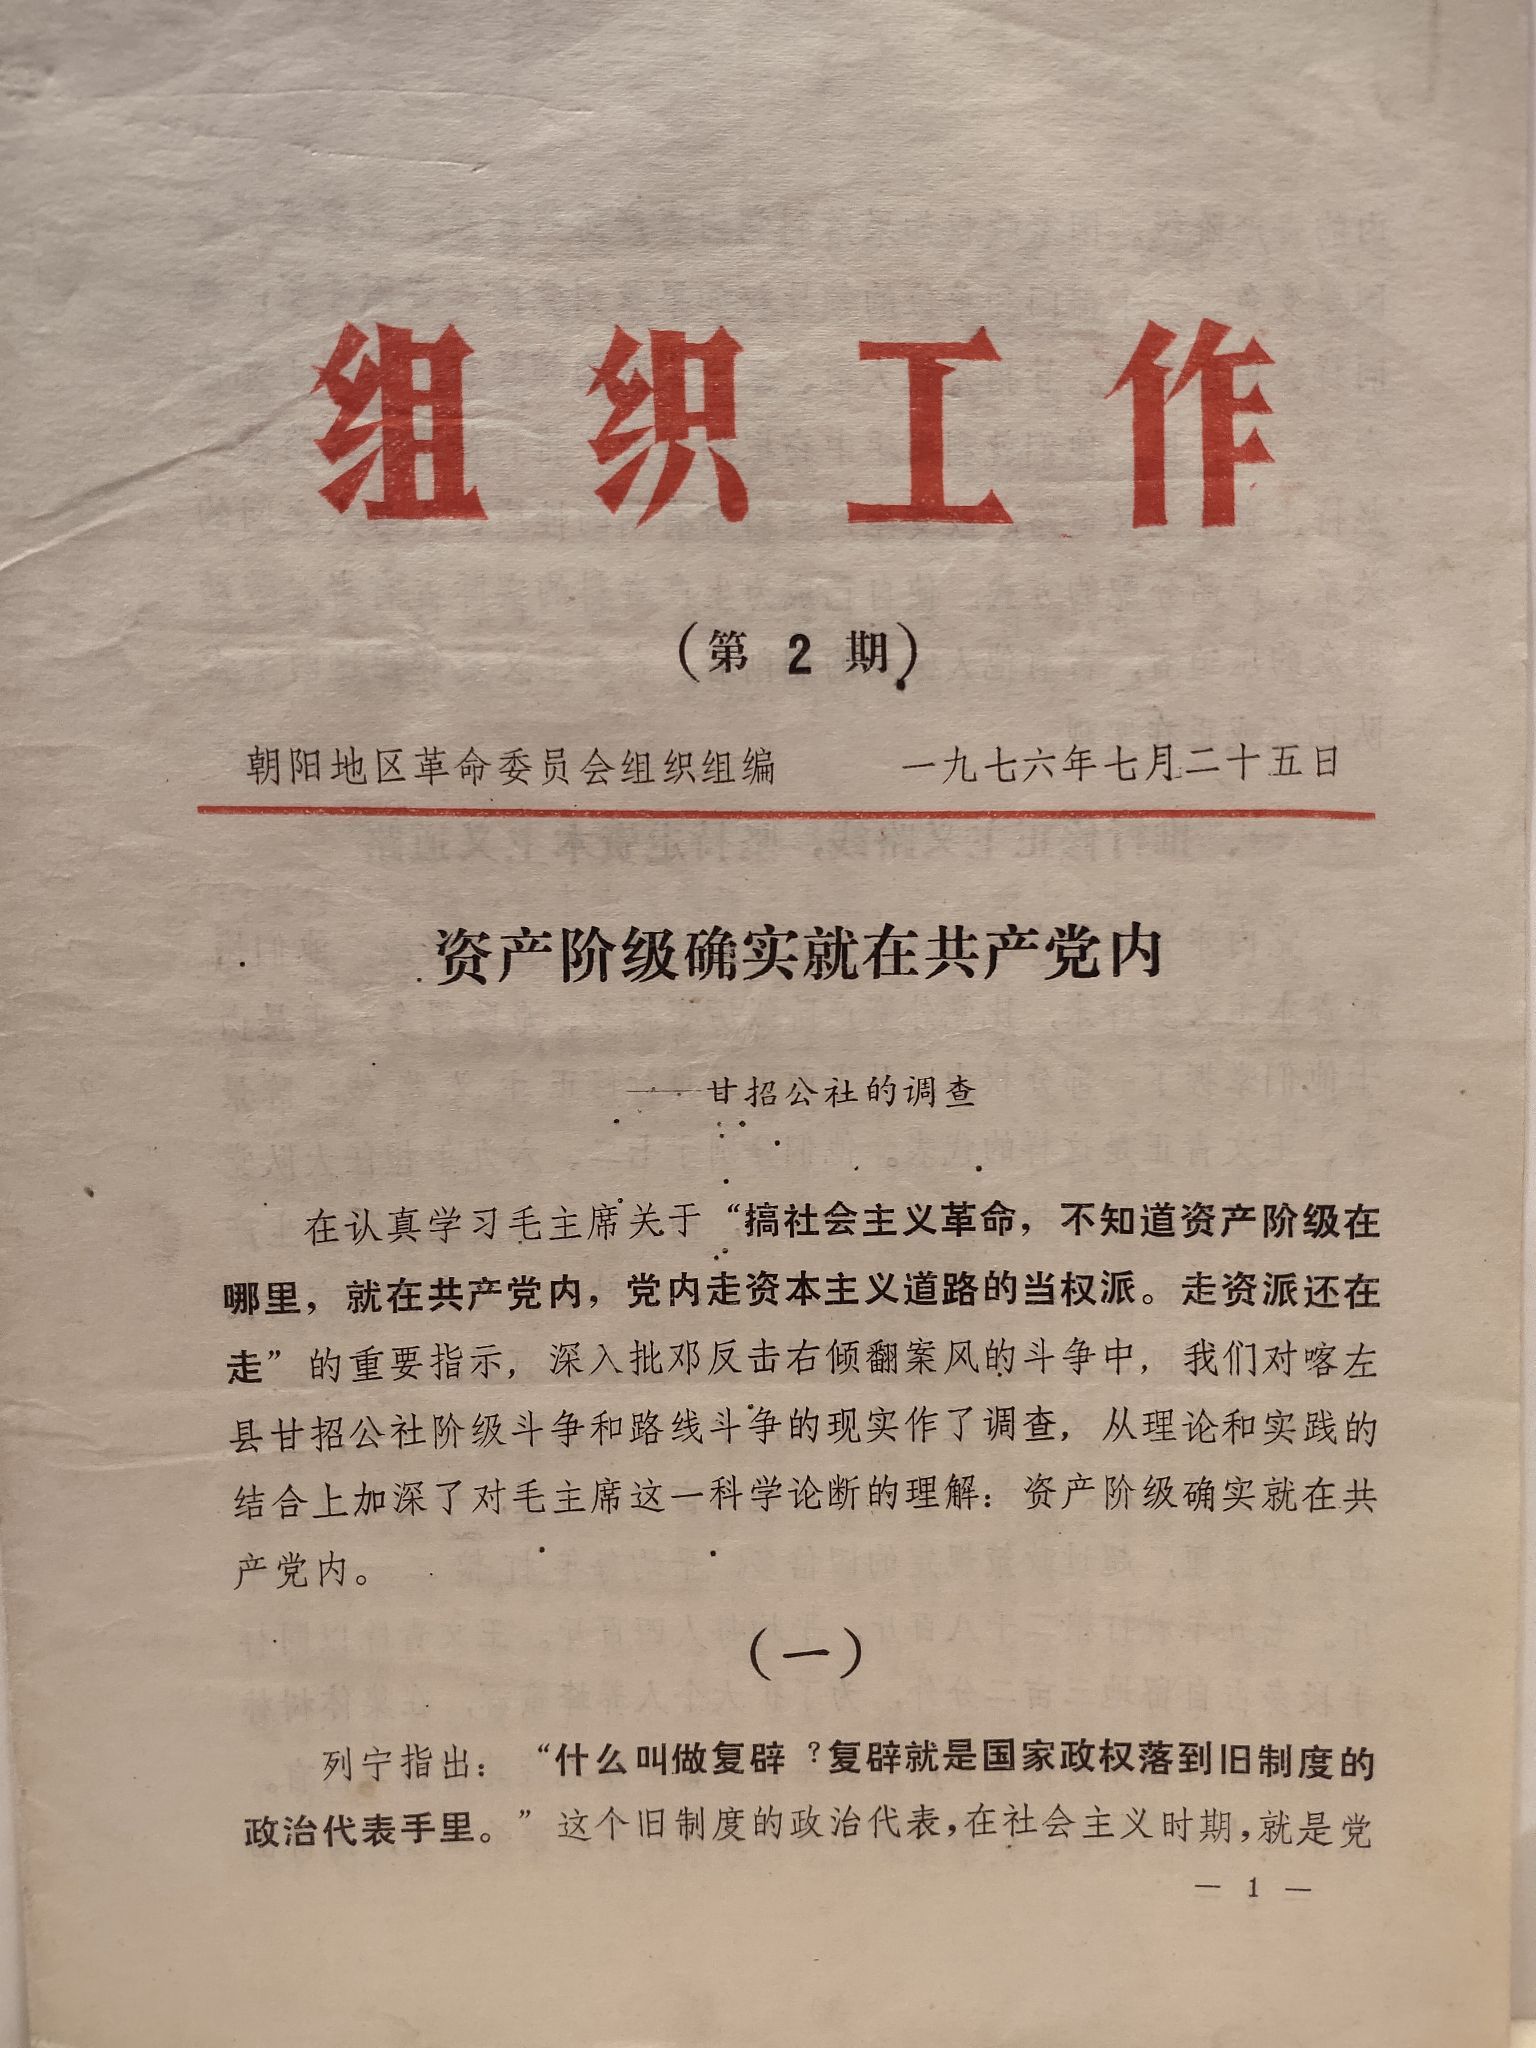 组织工作
（第 2 期）
朝阳地区革命委员会组织组编 一九七六年七月二十五日
资产阶级确实就在共产党内
——甘招公社的调查
在认真学习毛主席关于“搞社会主义革命，不知道资产阶级在
哪里，就在共产党内，党内走资本主义道路的当权派。走资派还在
走”的重要指示，深入批邓反击右倾翻案风的斗争中，我们对喀左
县甘招公社阶级斗争和路线斗争的现实作了调查，从理论和实践的
结合上加深了对毛主席这一科学论断的理解：资产阶级确实就在共
产党内。
（一）
列宁指出：“什么叫做复辟？复辟就是国家政权落到旧制度的
政治代表手里。”这个旧制度的政治代表，在社会主义时期，就是党
— 1 —